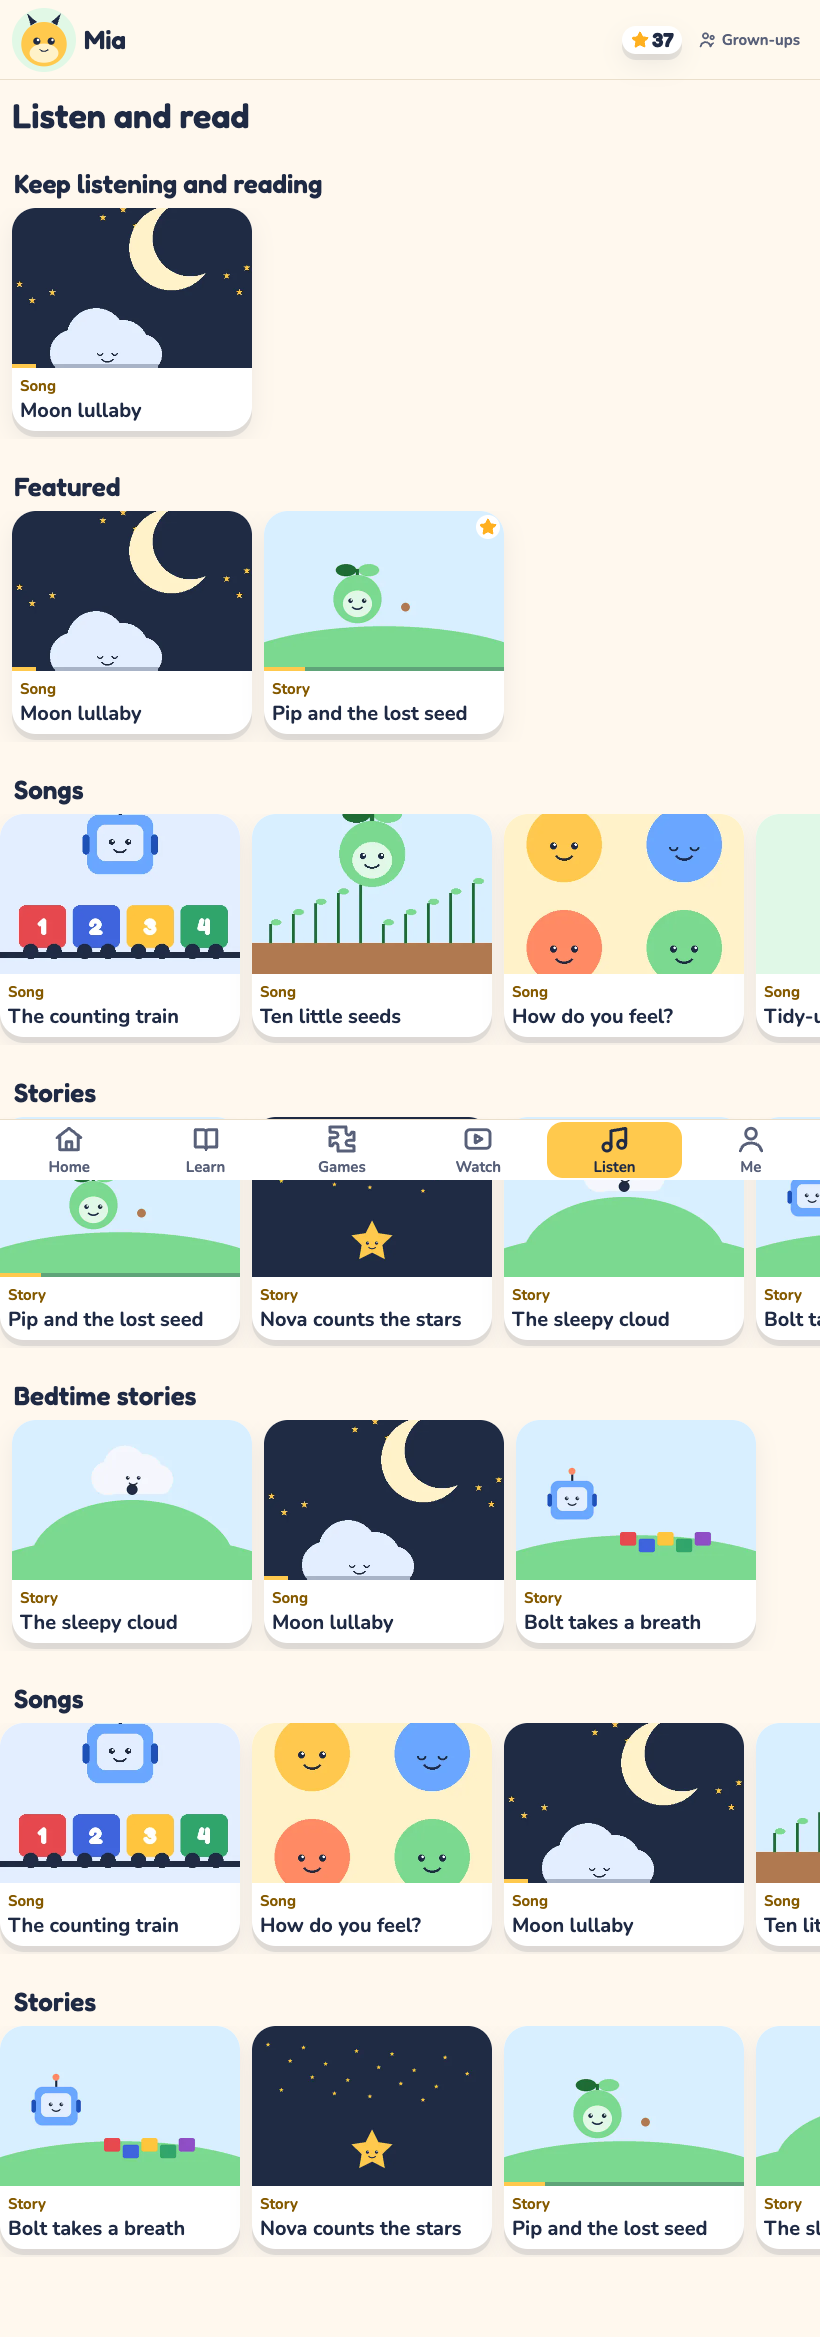 Mia
37
Grown-ups
Listen and read
Keep listening and reading
Song
Moon lullaby
Featured
Song
Moon lullaby
Story
Pip and the lost seed
Songs
1 2 3 4
Song
The counting train
Song
Ten little seeds
Song
How do you feel?
Song
Tidy-u
Stories
Home
Learn
Games
Watch
Listen
Me
Story
Pip and the lost seed
Story
Nova counts the stars
Story
The sleepy cloud
Story
Bolt ta
Bedtime stories
Story
The sleepy cloud
Song
Moon lullaby
Story
Bolt takes a breath
Songs
1 2 3 4
Song
The counting train
Song
How do you feel?
Song
Moon lullaby
Song
Ten lit
Stories
Story
Bolt takes a breath
Story
Nova counts the stars
Story
Pip and the lost seed
Story
The sl